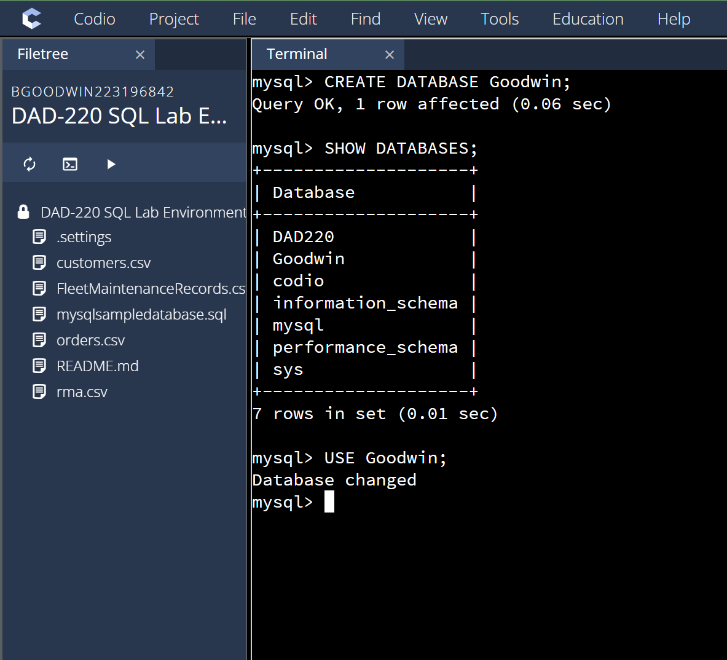 Codio Project File Edit Find View Tools Education Help
Filetree ×
BGOODWIN223196842
DAD-220 SQL Lab E...
DAD-220 SQL Lab Environment
.settings
customers.csv
FleetMaintenanceRecords.cs
mysqlsampledatabase.sql
orders.csv
README.md
rma.csv
Terminal ×
mysql> CREATE DATABASE Goodwin;
Query OK, 1 row affected (0.06 sec)
mysql> SHOW DATABASES;
+--------------------+
| Database           |
+--------------------+
| DAD220             |
| Goodwin            |
| codio              |
| information_schema |
| mysql              |
| performance_schema |
| sys                |
+--------------------+
7 rows in set (0.01 sec)
mysql> USE Goodwin;
Database changed
mysql>